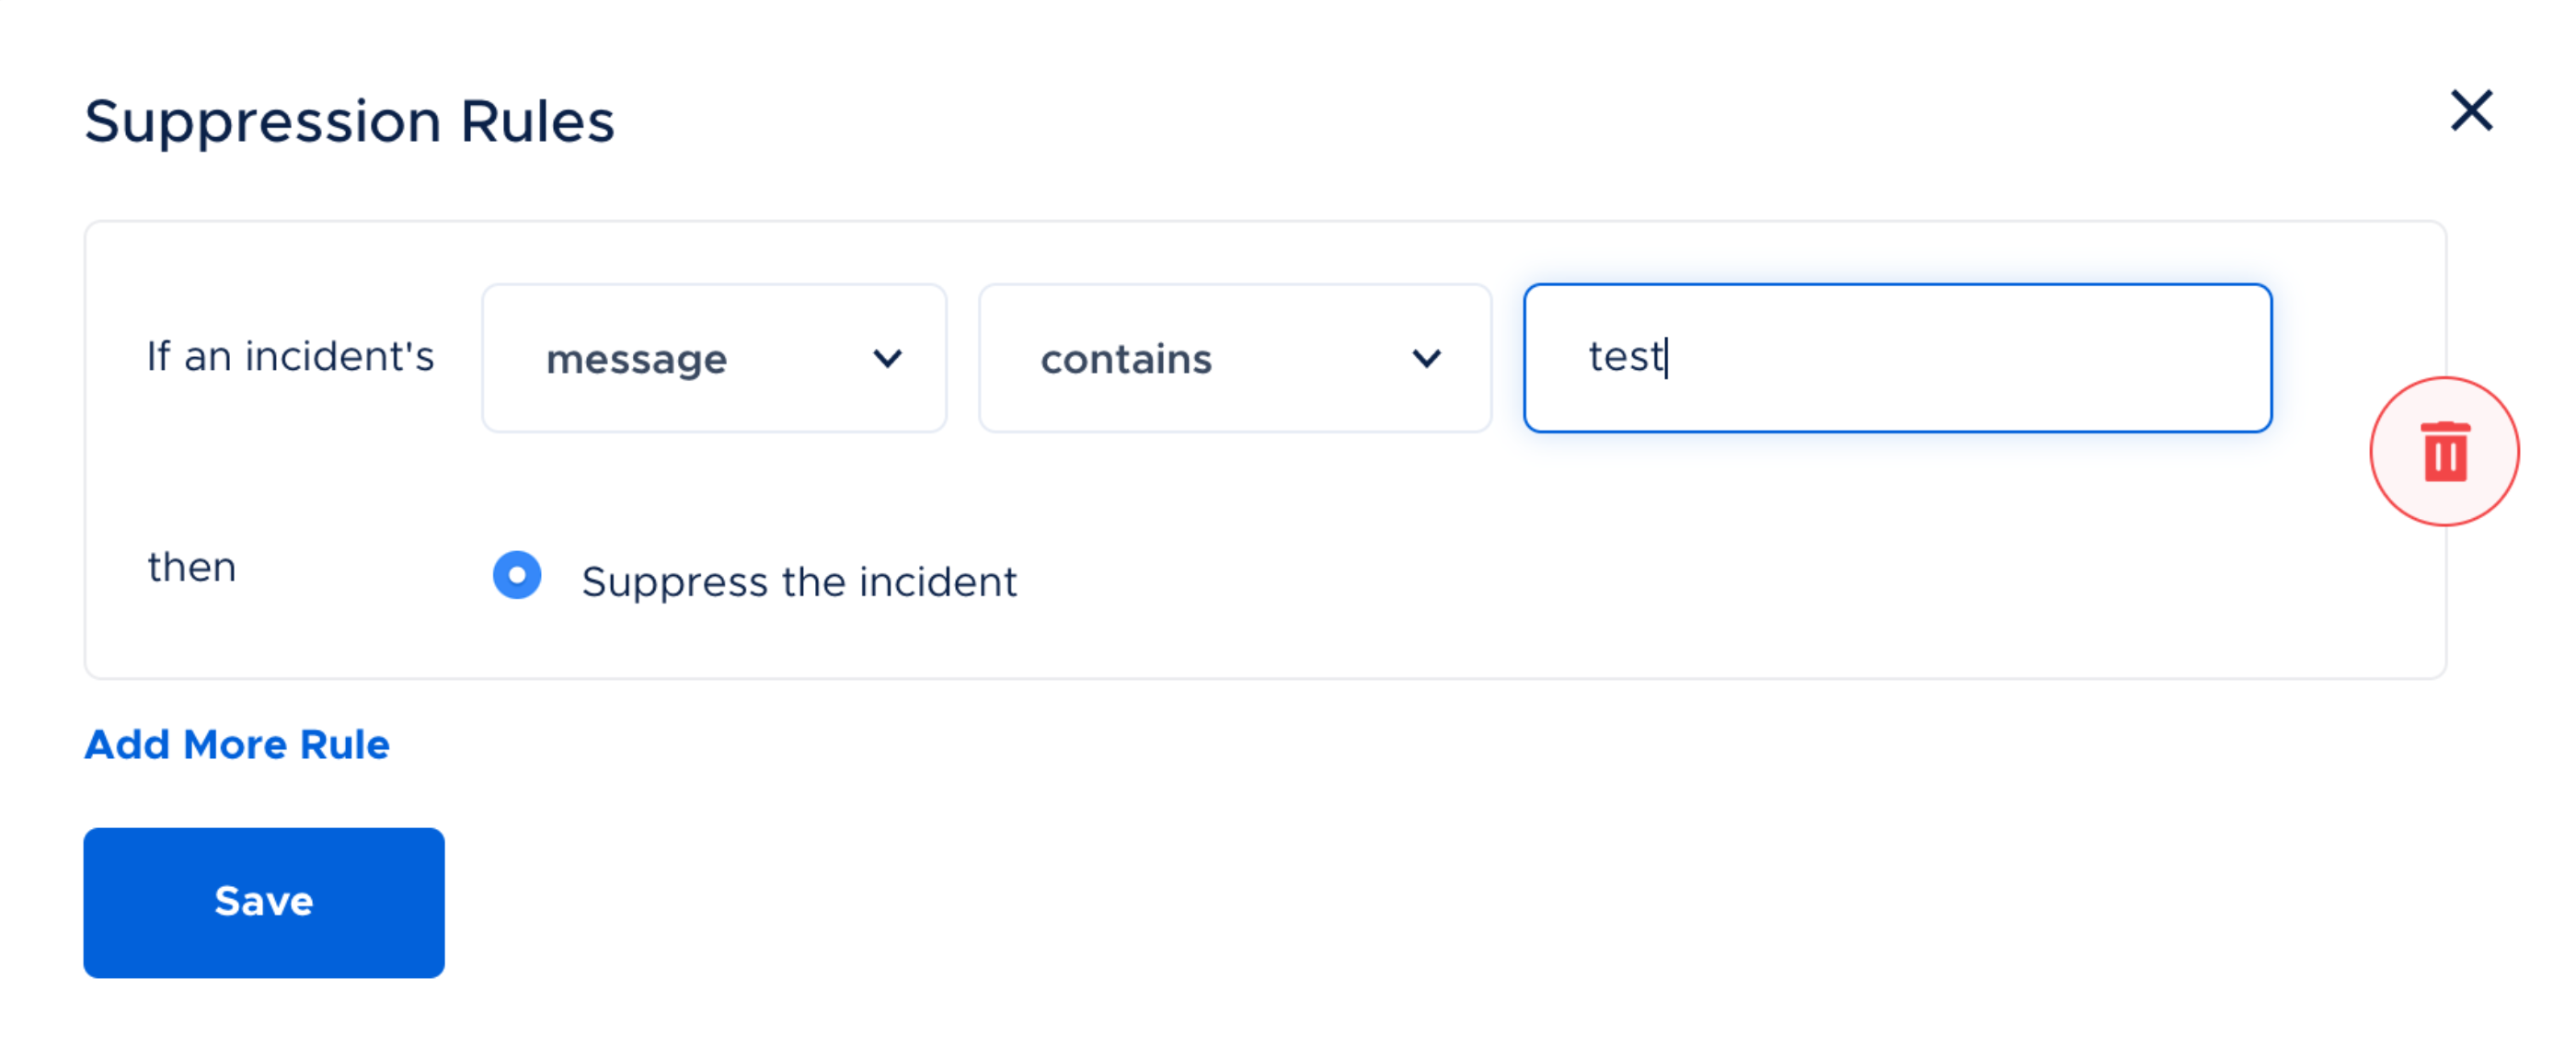 Suppression Rules
If an incident's message contains test
then Suppress the incident
Add More Rule
Save